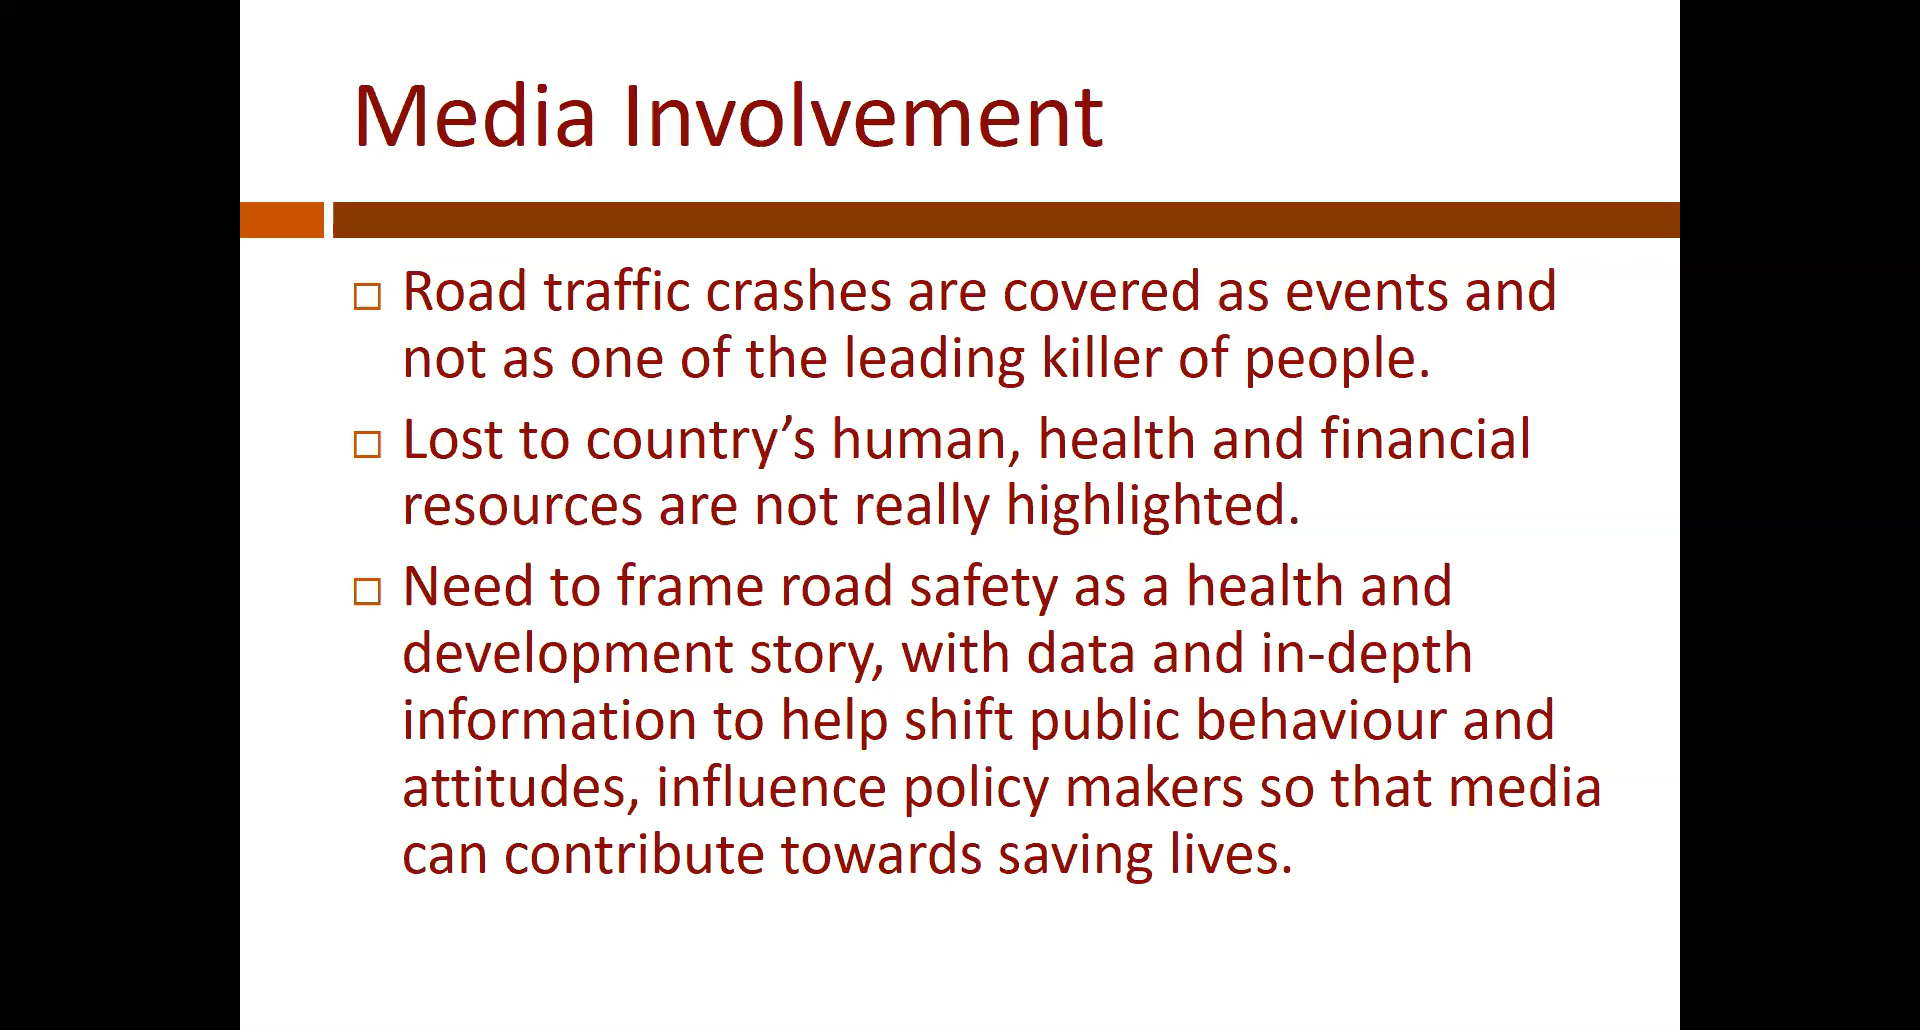 Media Involvement
Road traffic crashes are covered as events and
not as one of the leading killer of people.
Lost to country’s human, health and financial
resources are not really highlighted.
Need to frame road safety as a health and
development story, with data and in-depth
information to help shift public behaviour and
attitudes, influence policy makers so that media
can contribute towards saving lives.